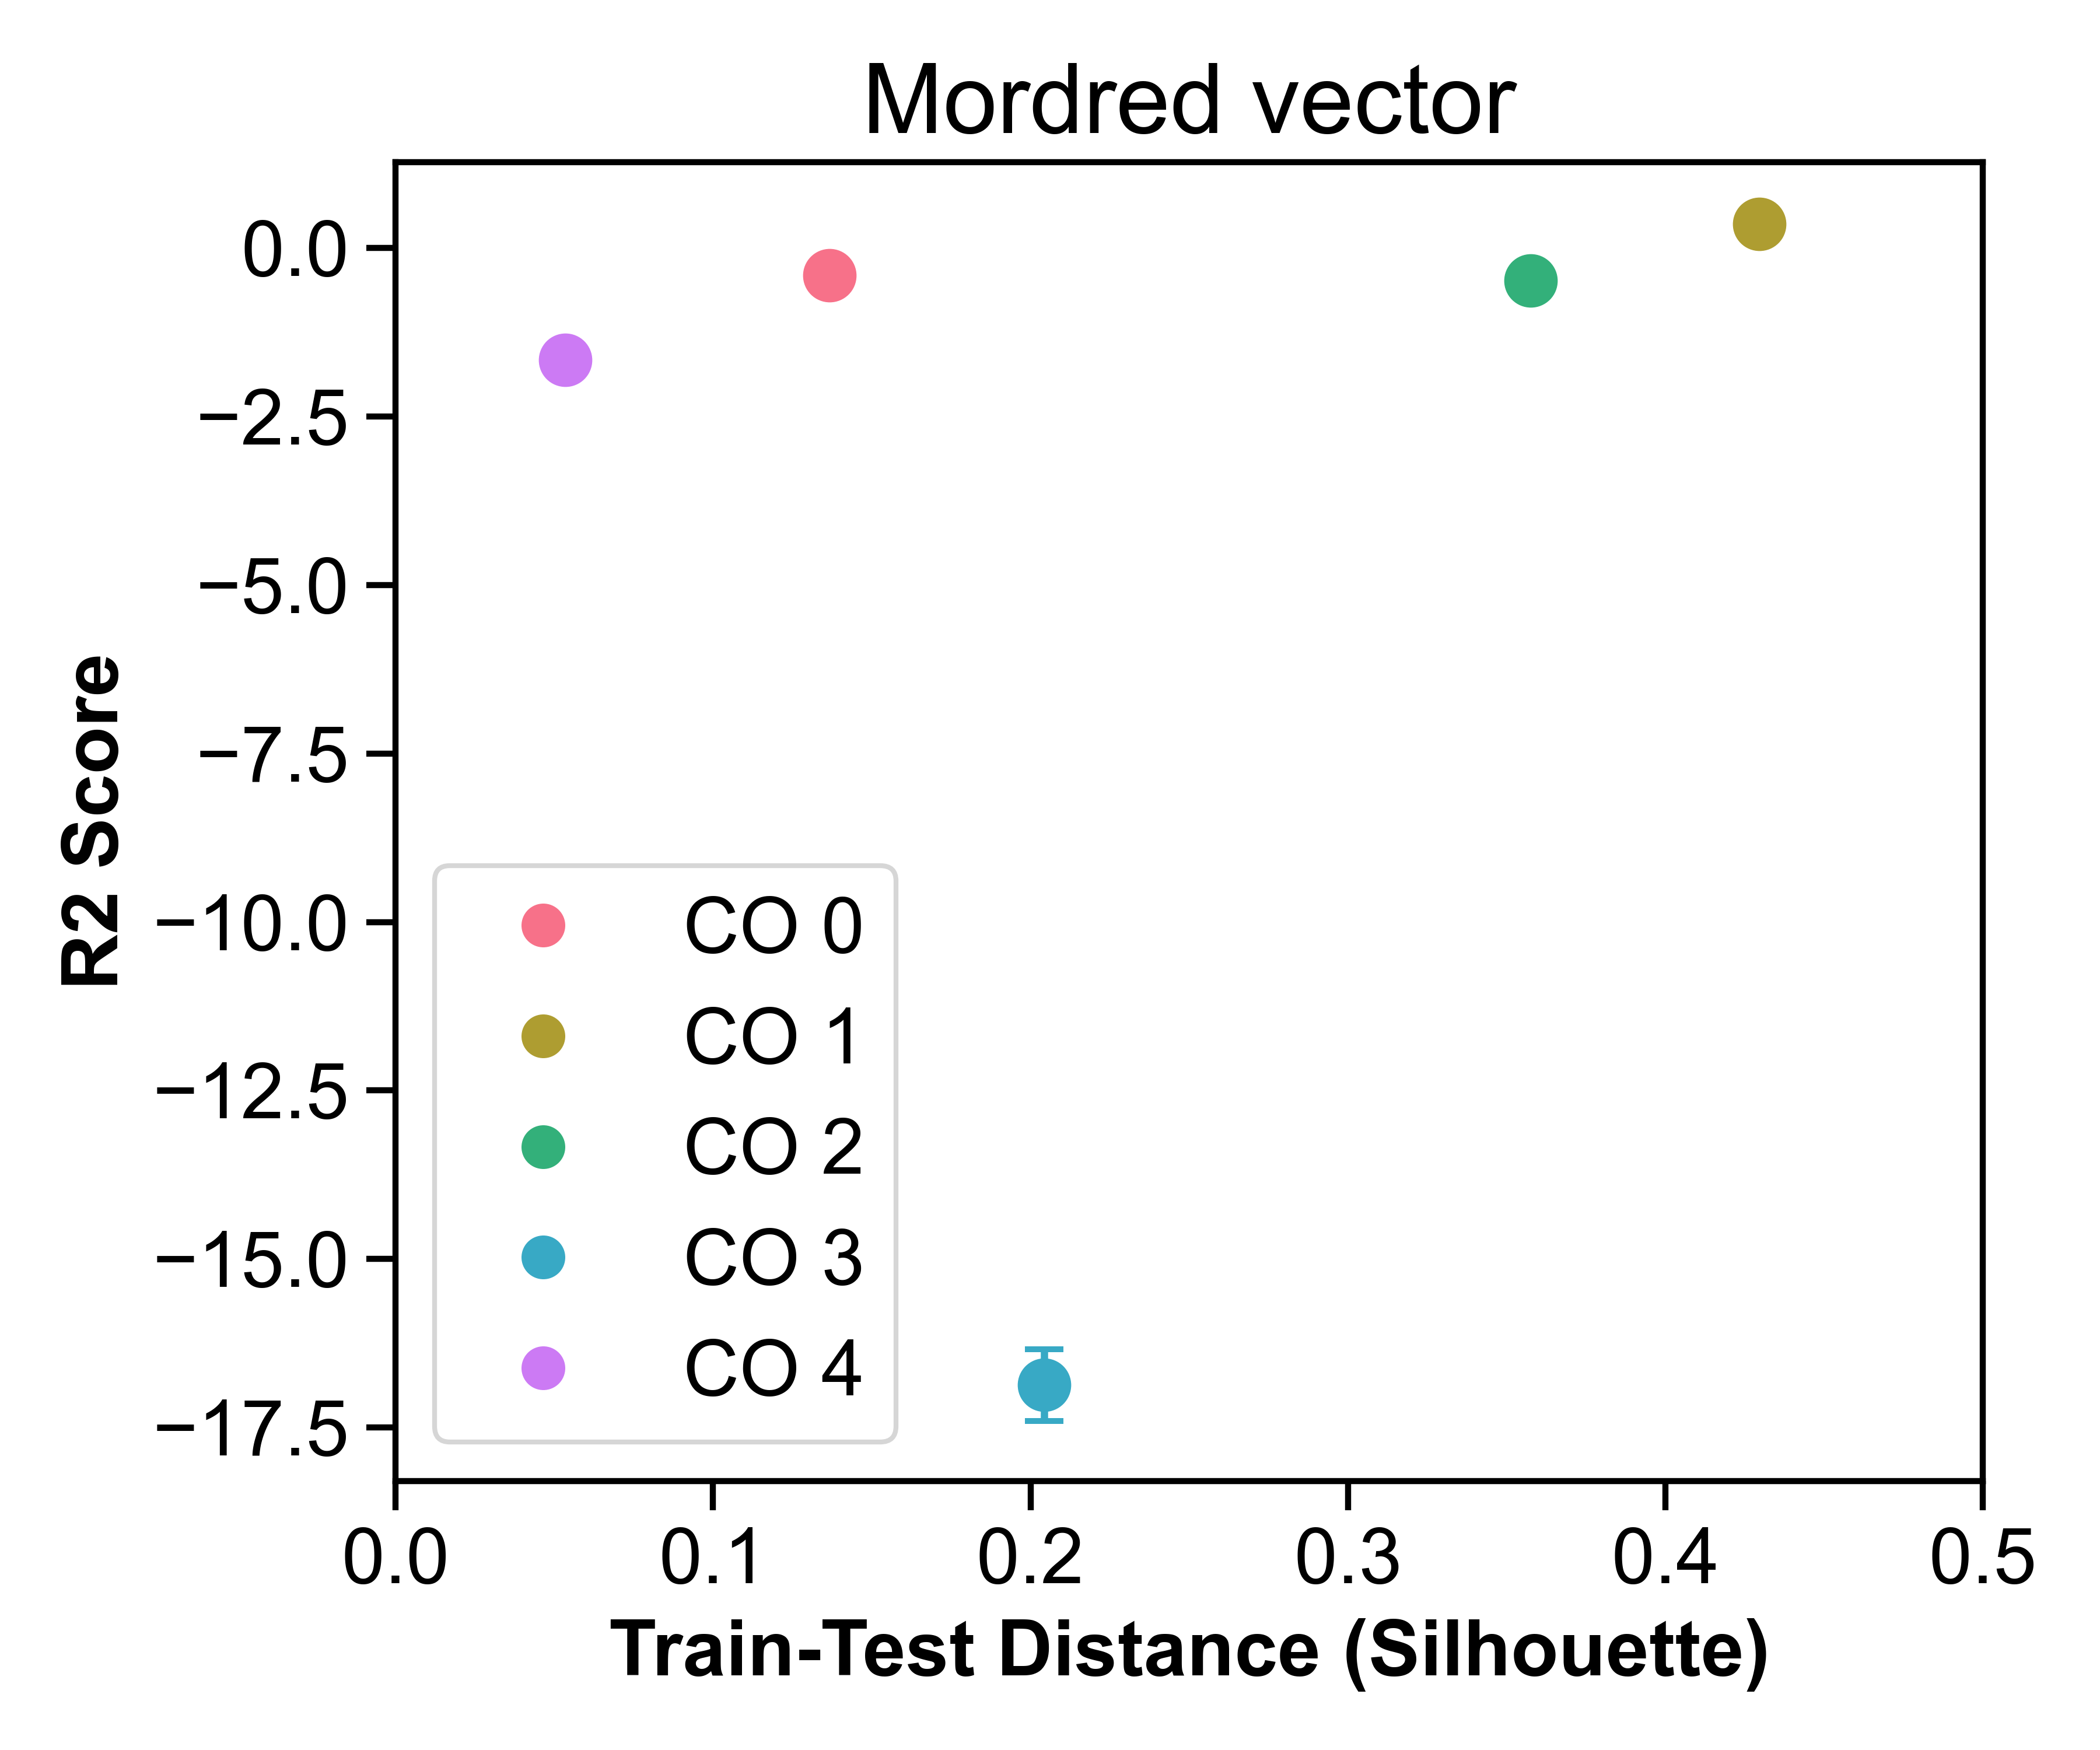 Mordred vector
0.0
−2.5
−5.0
−7.5
−10.0
−12.5
−15.0
−17.5
R2 Score
CO 0
CO 1
CO 2
CO 3
CO 4
0.0 0.1 0.2 0.3 0.4 0.5
Train-Test Distance (Silhouette)